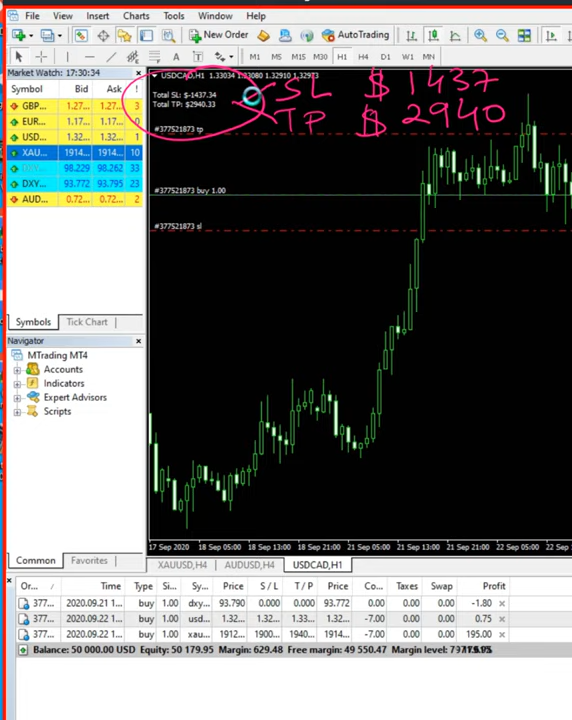 File View Insert Charts Tools Window Help
New Order AutoTrading
M1 M5 M15 M30 H1 H4 D1 W1 MN
Market Watch: 17:30:34
Symbol Bid Ask !
GBP... 1.27... 1.27... 3
EUR... 1.17... 1.17... 0
USD... 1.32... 1.32... 1
XAU... 1914... 1914... 10
98.229 98.262 33
DXY... 93.772 93.795 23
AUD... 0.72... 0.72... 2
Symbols Tick Chart
Navigator
MTrading MT4
Accounts
Indicators
Expert Advisors
Scripts
Common Favorites
USDCAD,H1 1.33034 1.33080 1.32910 1.32973
Total SL: $-1437.34
Total TP: $2940.33
SL $ 1437
TP $ 2940
#377521873 tp
#377521873 buy 1.00
#377521873 sl
17 Sep 2020 18 Sep 05:00 18 Sep 13:00 18 Sep 21:00 21 Sep 05:00 21 Sep 13:00 21 Sep 21:00 22 Sep 05:00 22 Sep
XAUUSD,H4 AUDUSD,H4 USDCAD,H1
Or... Time Type Si... Sy... Price S / L T / P Price Co... Taxes Swap Profit
377... 2020.09.21 1... buy 1.00 dxy... 93.790 0.000 0.000 93.772 0.00 0.00 0.00 -1.80
377... 2020.09.22 1... buy 1.00 usd... 1.32... 1.32... 1.33... 1.32... -7.00 0.00 0.00 0.75
377... 2020.09.22 1... buy 1.00 xau... 1912... 1900... 1940... 1914... -7.00 0.00 0.00 195.00
Balance: 50 000.00 USD Equity: 50 179.95 Margin: 629.48 Free margin: 49 550.47 Margin level: